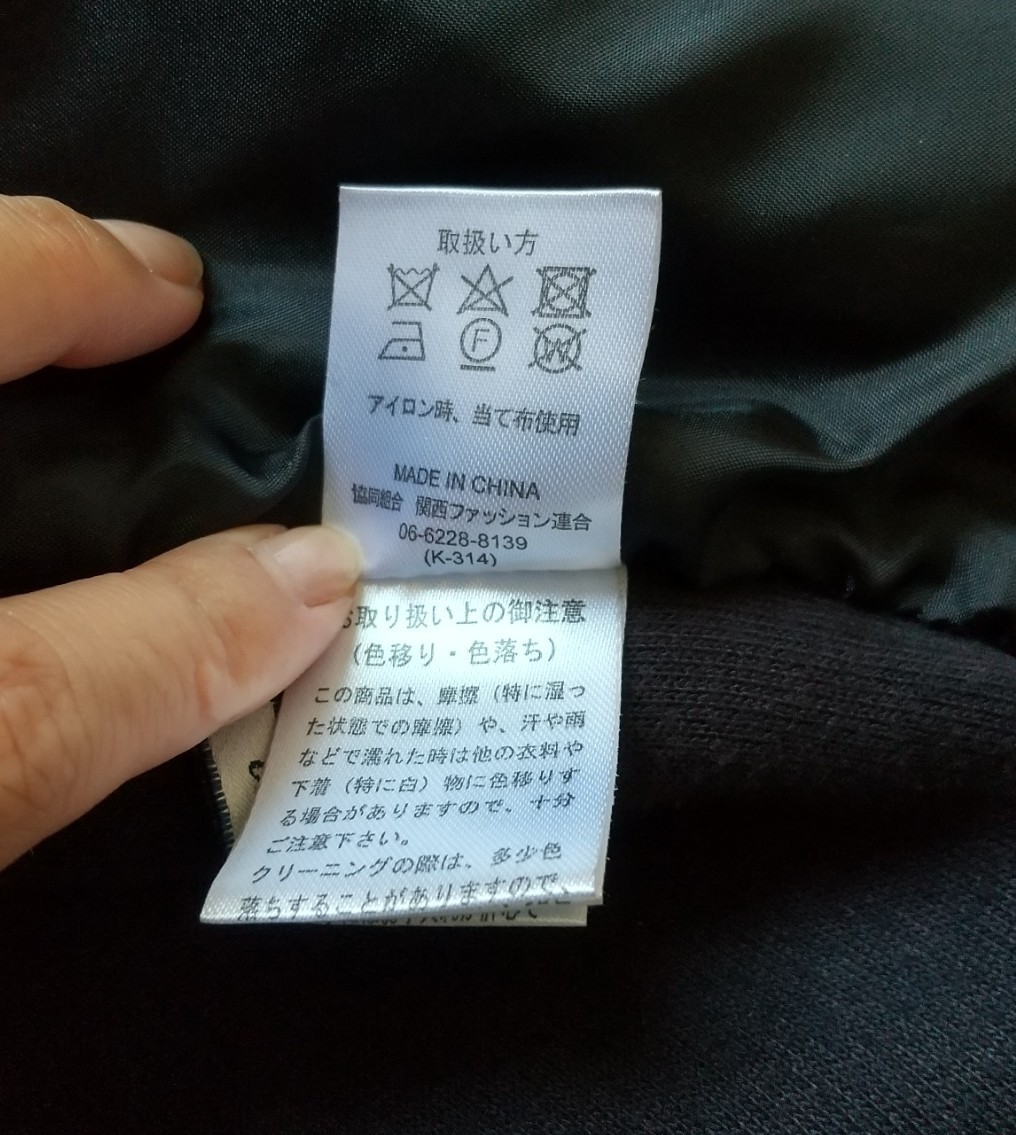 取扱い方
F
W
アイロン時、当て布使用
MADE IN CHINA
協同組合 関西ファッション連合
06-6228-8139
(K-314)
取り扱い上の御注意
(色移り・色落ち)
この商品は、摩擦（特に湿っ
た状態での摩擦）や、汗や雨
などで濡れた時は他の衣料や
下着（特に白）物に色移りす
る場合がありますので、十分
ご注意下さい。
クリーニングの際は、多少色
落ちすることがありますので、